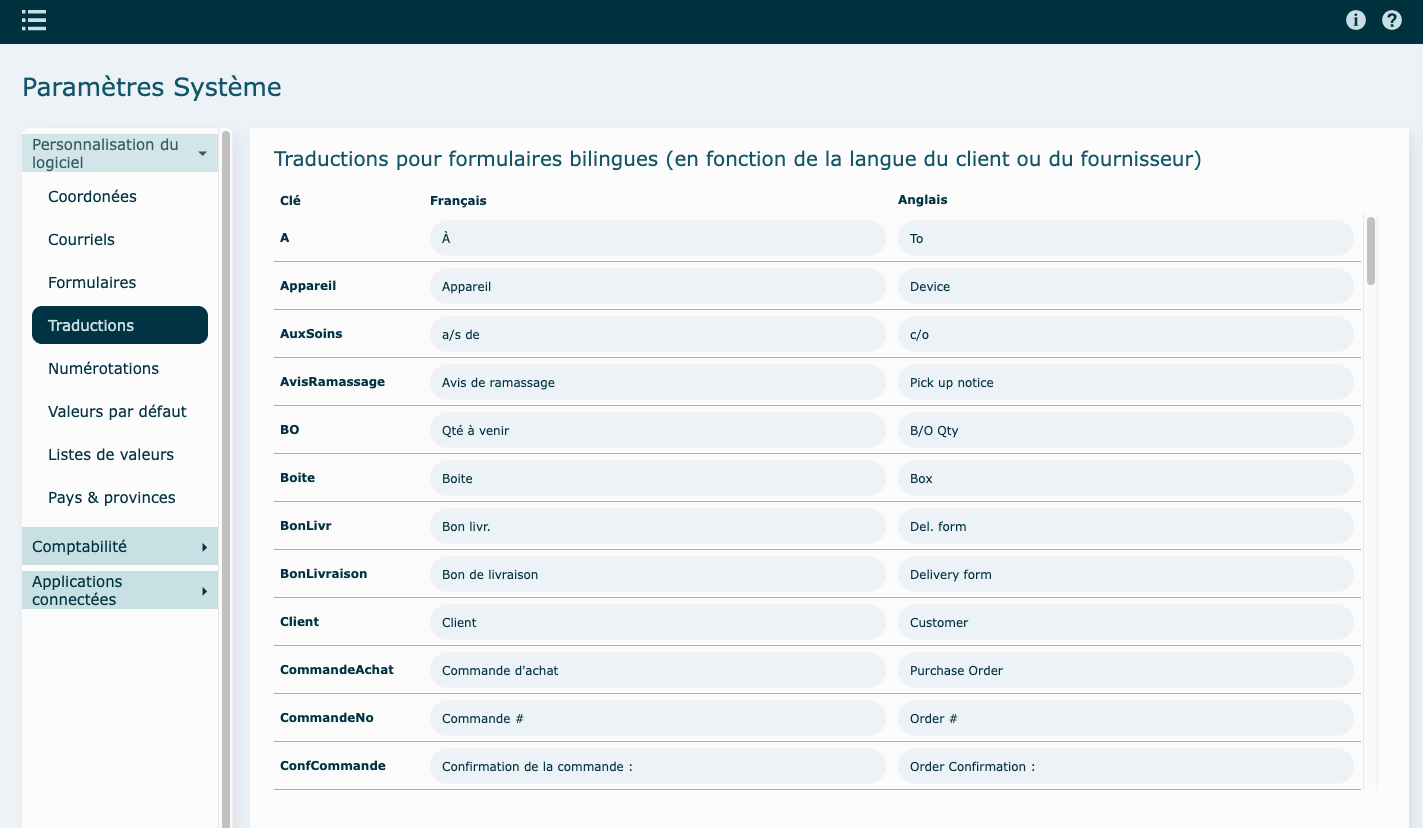 Paramètres Système
Personnalisation du
logiciel
Coordonées
Courriels
Formulaires
Traductions
Numérotations
Valeurs par défaut
Listes de valeurs
Pays & provinces
Comptabilité
Applications
connectées
Traductions pour formulaires bilingues (en fonction de la langue du client ou du fournisseur)
Clé Français Anglais
A À To
Appareil Appareil Device
AuxSoins a/s de c/o
AvisRamassage Avis de ramassage Pick up notice
BO Qté à venir B/O Qty
Boite Boite Box
BonLivr Bon livr. Del. form
BonLivraison Bon de livraison Delivery form
Client Client Customer
CommandeAchat Commande d'achat Purchase Order
CommandeNo Commande # Order #
ConfCommande Confirmation de la commande : Order Confirmation :